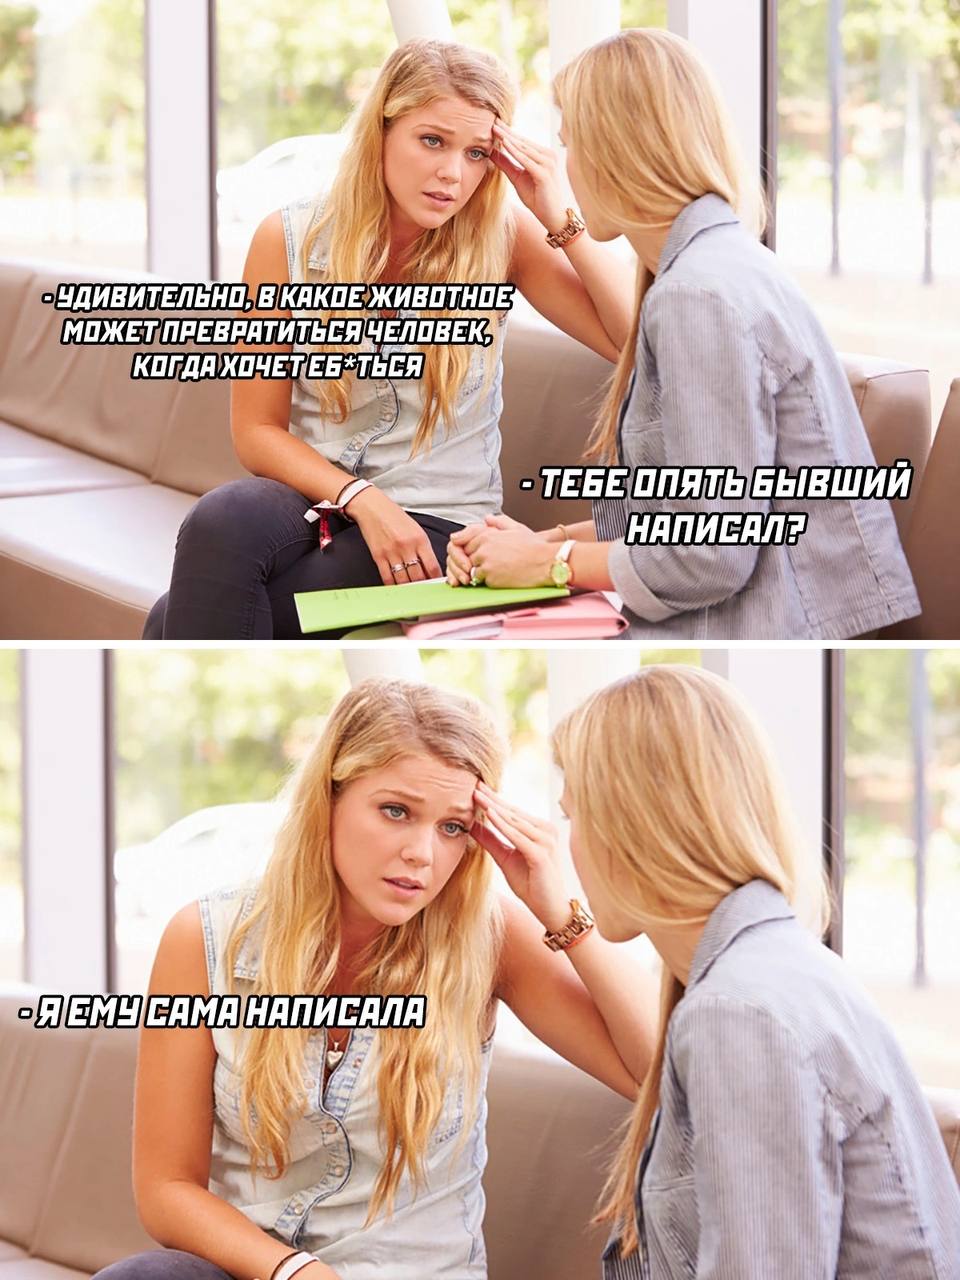 - УДИВИТЕЛЬНО, В КАКОЕ ЖИВОТНОЕ
МОЖЕТ ПРЕВРАТИТЬСЯ ЧЕЛОВЕК,
КОГДА ХОЧЕТ ЕБ*ТЬСЯ
- ТЕБЕ ОПЯТЬ БЫВШИЙ
НАПИСАЛ?
- Я ЕМУ САМА НАПИСАЛА